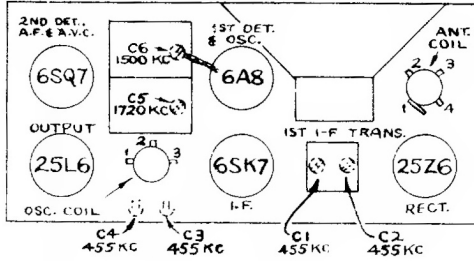 2ND DET.,
A.F. & A.V.C.
6SQ7
C6
1500 KC
C5
1720 KC
1ST DET.
& OSC.
6A8
ANT.
COIL
2
3
1
4
OUTPUT
25L6
2
1
3
OSC. COIL
6SK7
I-F.
1ST I-F TRANS.
25Z6
RECT.
C4
455 KC
C3
455 KC
C1
455 KC
C2
455 KC